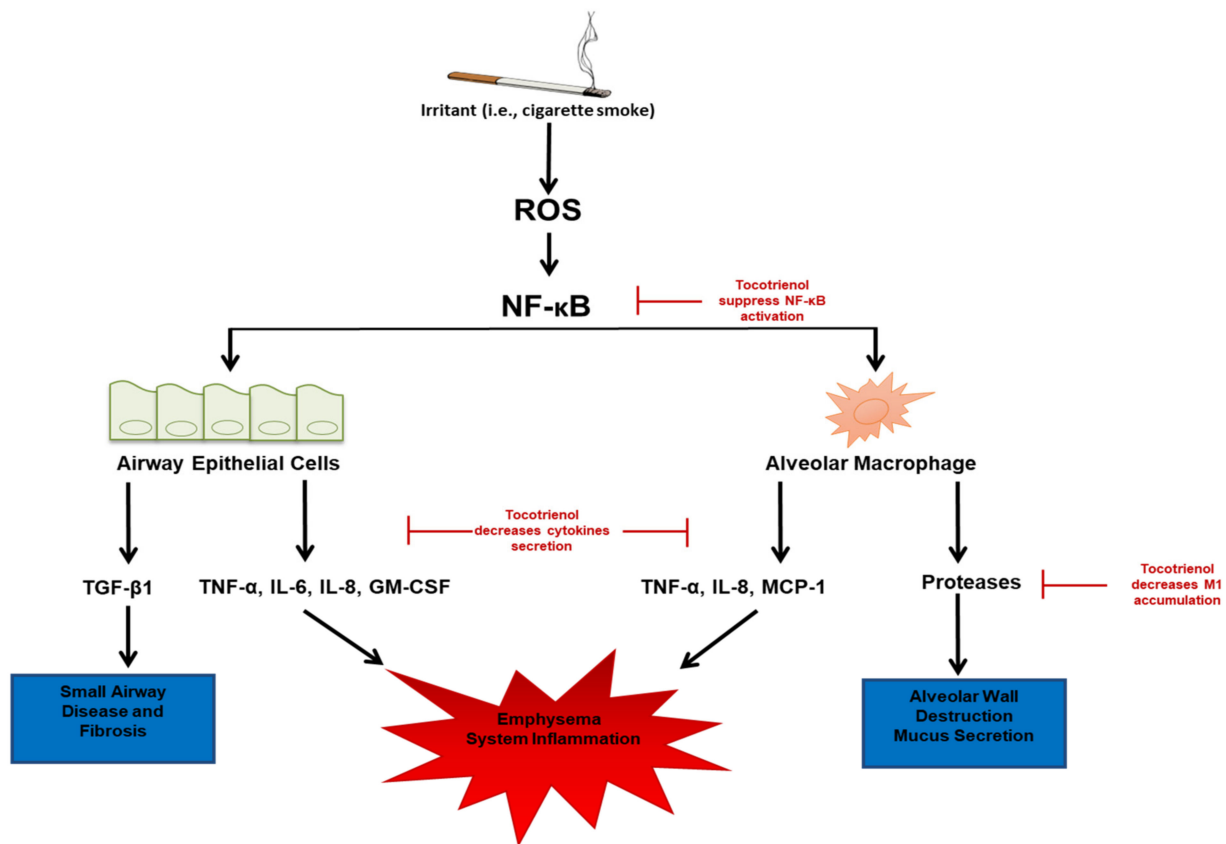 Irritant (i.e., cigarette smoke)
ROS
NF-κB
Tocotrienol
suppress NF-κB
activation
Airway Epithelial Cells
Alveolar Macrophage
Tocotrienol
decreases cytokines
secretion
TGF-β1
TNF-α, IL-6, IL-8, GM-CSF
TNF-α, IL-8, MCP-1
Proteases
Tocotrienol
decreases M1
accumulation
Small Airway
Disease and
Fibrosis
Emphysema
System Inflammation
Alveolar Wall
Destruction
Mucus Secretion